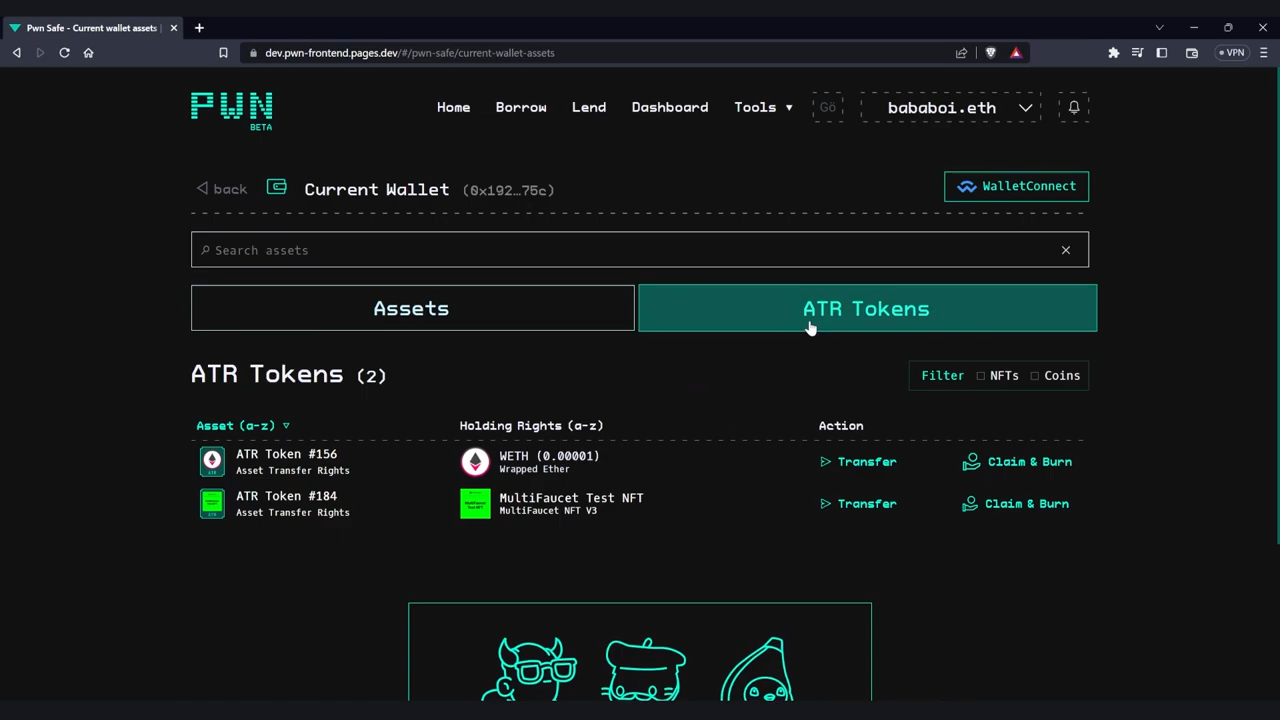 Pwn Safe - Current wallet assets
dev.pwn-frontend.pages.dev/#/pwn-safe/current-wallet-assets
VPN
PWN
BETA
Home Borrow Lend Dashboard Tools ▼ Gö bababoi.eth
back Current Wallet (0x192…75c) WalletConnect
Search assets
Assets ATR Tokens
ATR Tokens (2) Filter NFTs Coins
Asset (a-z) Holding Rights (a-z) Action
ATR Token #156 WETH (0.00001) Transfer Claim & Burn
Asset Transfer Rights Wrapped Ether
ATR Token #184 MultiFaucet Test NFT Transfer Claim & Burn
Asset Transfer Rights MultiFaucet NFT V3